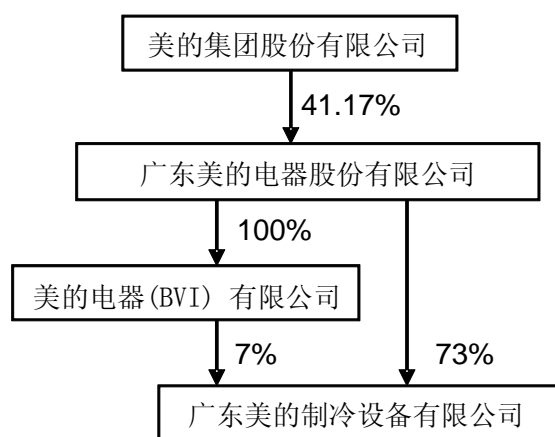 美的集团股份有限公司
41.17%
广东美的电器股份有限公司
100%
美的电器(BVI) 有限公司
7%
73%
广东美的制冷设备有限公司